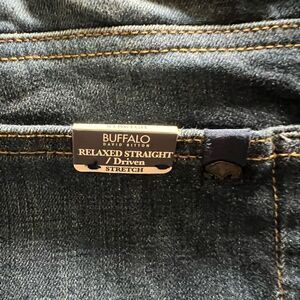 BUFFALO
DAVID BITTON
RELAXED STRAIGHT
/ Driven
STRETCH